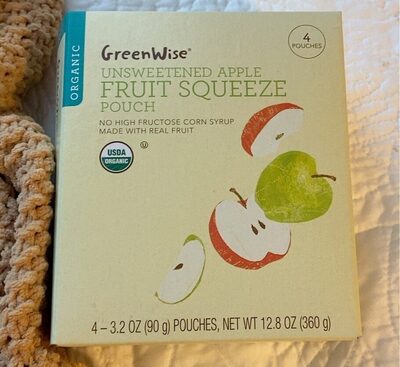 ORGANIC
GreenWise®
4
POUCHES
UNSWEETENED APPLE
FRUIT SQUEEZE
POUCH
NO HIGH FRUCTOSE CORN SYRUP
MADE WITH REAL FRUIT
USDA
ORGANIC
U
4 – 3.2 OZ (90 g) POUCHES, NET WT 12.8 OZ (360 g)